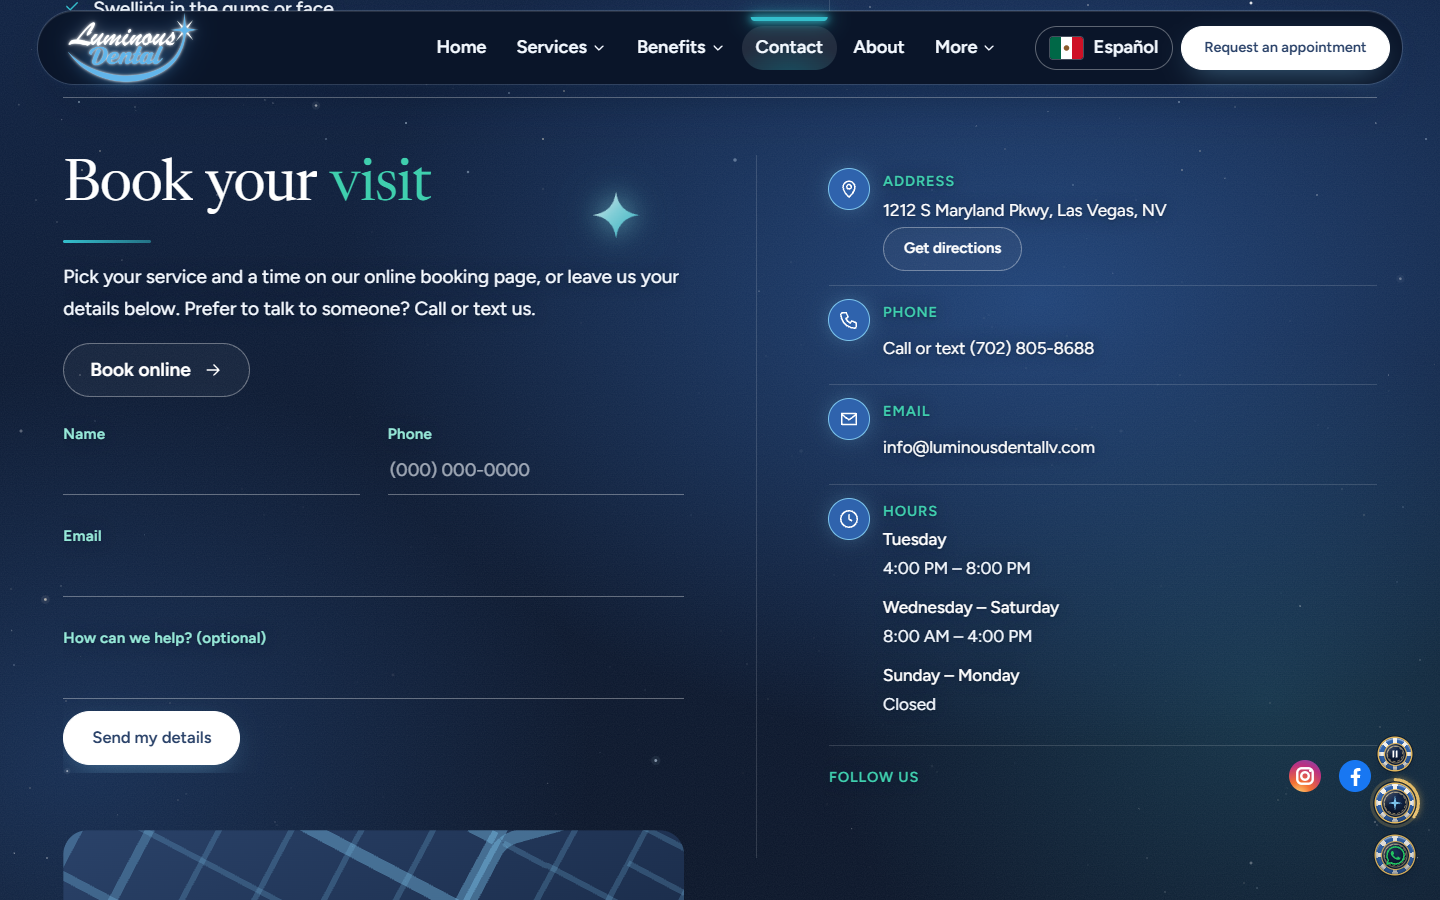 Swelling in the gums or face
Luminous
Dental
Home
Services
Benefits
Contact
About
More
Español
Request an appointment
Book your visit
Pick your service and a time on our online booking page, or leave us your
details below. Prefer to talk to someone? Call or text us.
Book online
Name
Phone
(000) 000-0000
Email
How can we help? (optional)
Send my details
ADDRESS
1212 S Maryland Pkwy, Las Vegas, NV
Get directions
PHONE
Call or text (702) 805-8688
EMAIL
info@luminousdentallv.com
HOURS
Tuesday
4:00 PM – 8:00 PM
Wednesday – Saturday
8:00 AM – 4:00 PM
Sunday – Monday
Closed
FOLLOW US